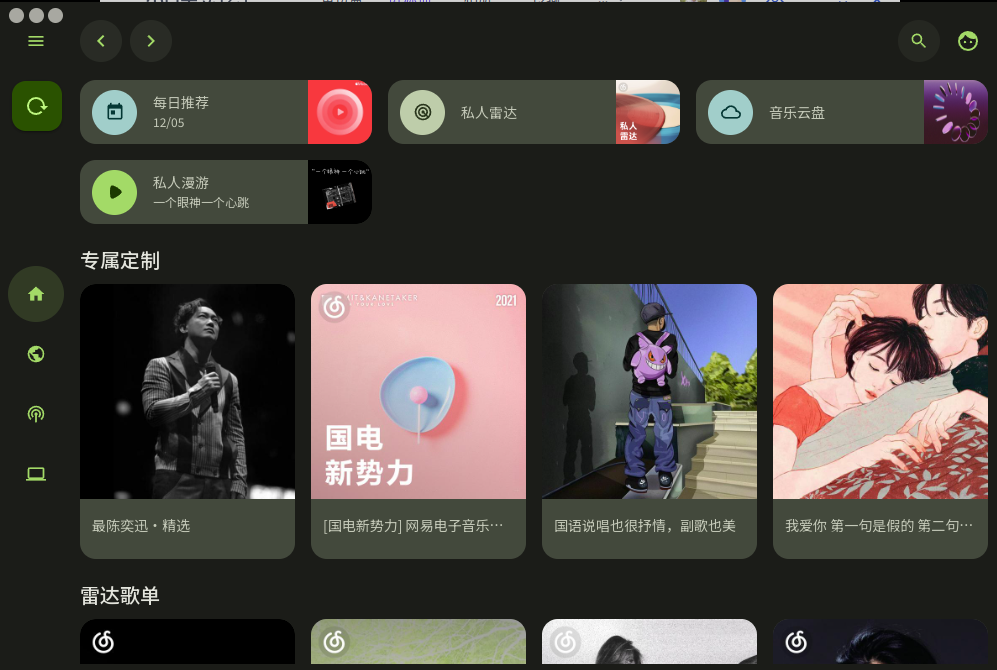 每日推荐
12/05
私人雷达
私人
雷达
音乐云盘
私人漫游
一个眼神一个心跳
"一个眼神 一个心跳"
专属定制
2021
国电
新势力
最陈奕迅·精选
[国电新势力] 网易电子音乐…
国语说唱也很抒情，副歌也美
我爱你 第一句是假的 第二句…
雷达歌单